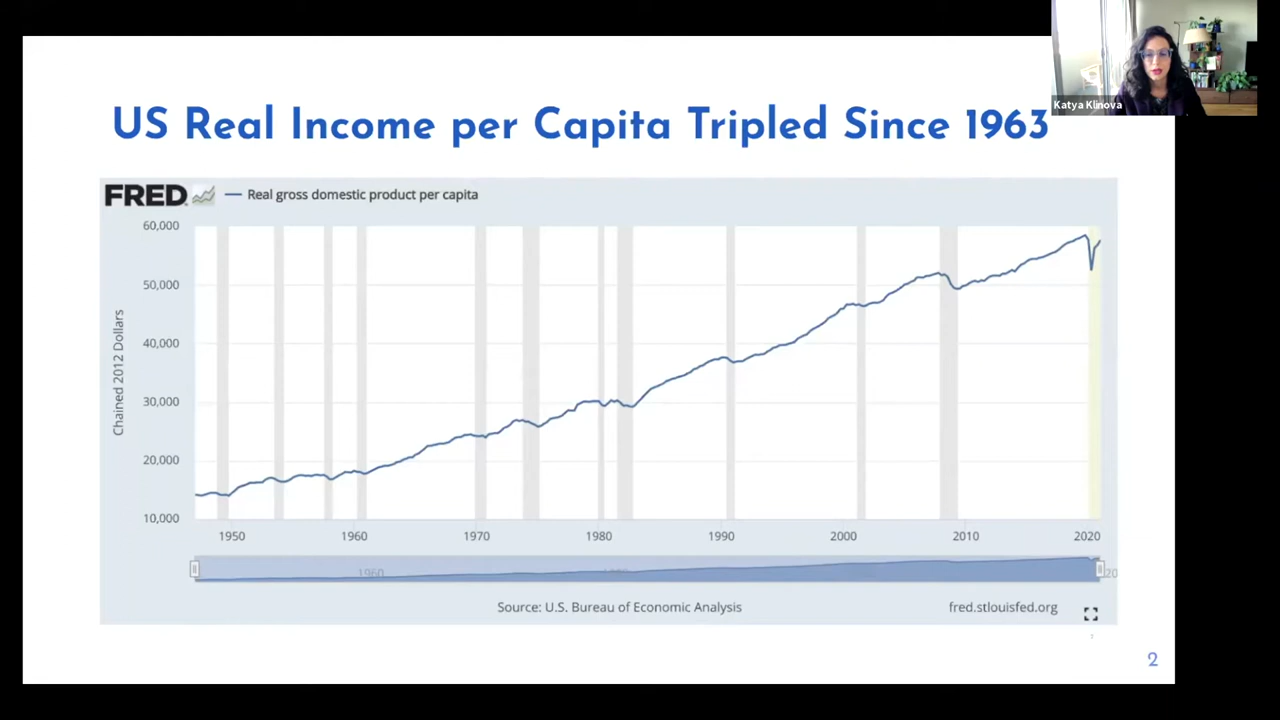 Katya Klinova
US Real Income per Capita Tripled Since 1963
FRED
Real gross domestic product per capita
60,000
50,000
40,000
30,000
20,000
10,000
Chained 2012 Dollars
1950 1960 1970 1980 1990 2000 2010 2020
1960
Source: U.S. Bureau of Economic Analysis
fred.stlouisfed.org
2